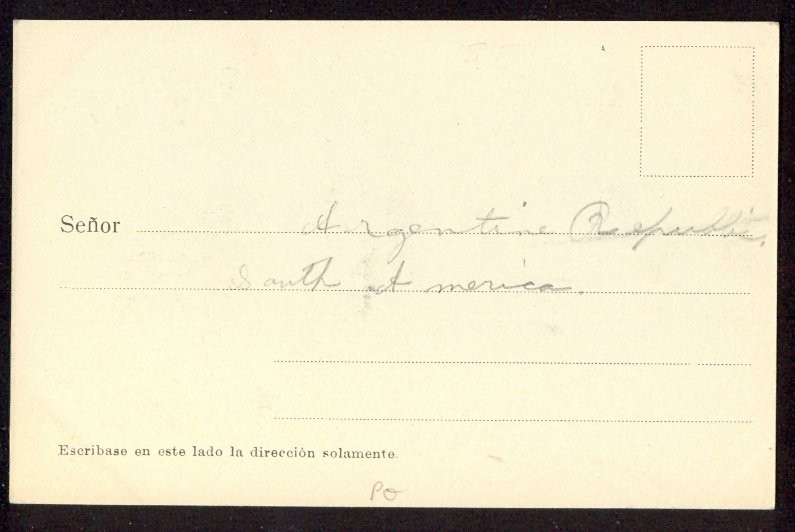 Señor Argentine Republic.
South America.
Escribase en este lado la dirección solamente.
PO